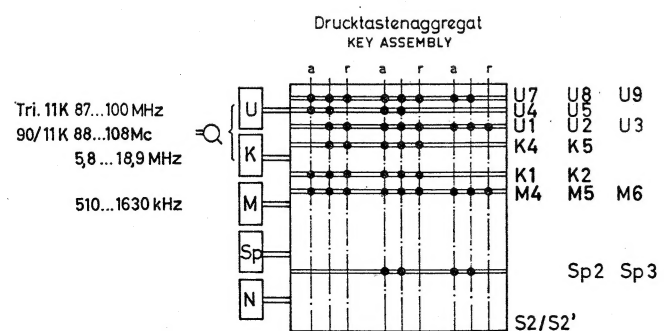 Drucktastenaggregat
KEY ASSEMBLY
a r a r a r
U7 U8 U9
U
Tri. 11K 87...100 MHz
U4 U5
90/11K 88...108Mc
U1 U2 U3
K4 K5
5,8...18,9 MHz
K
K1 K2
M4 M5 M6
510...1630 kHz
M
Sp
Sp2 Sp3
N
S2/S2'